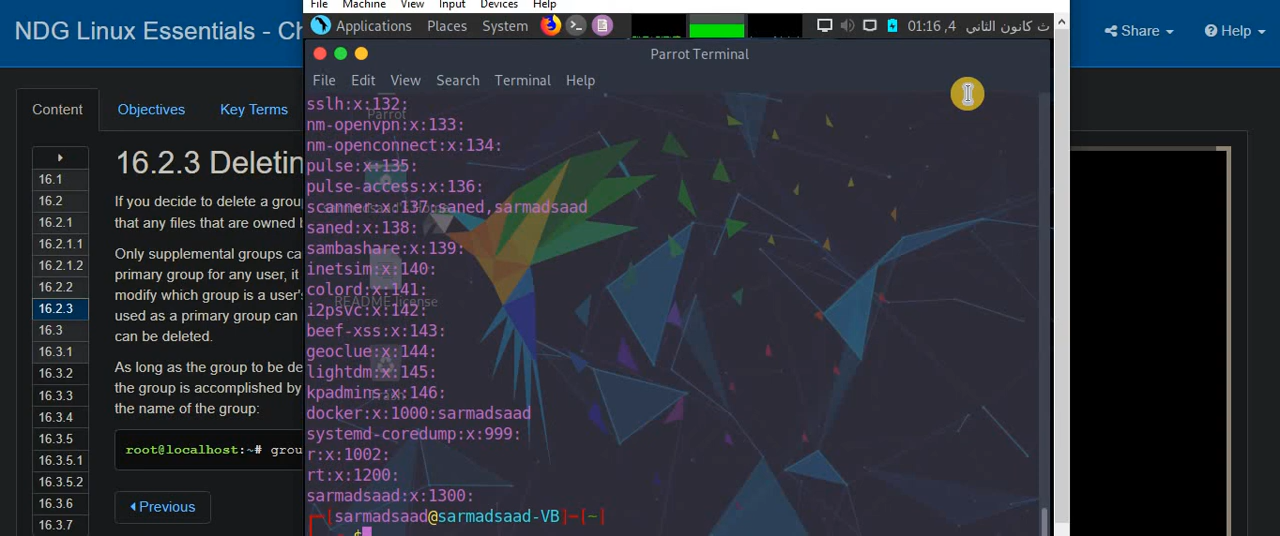 NDG Linux Essentials - Ch
Share
Help
Content
Objectives
Key Terms
16.1
16.2
16.2.1
16.2.1.1
16.2.1.2
16.2.2
16.2.3
16.3
16.3.1
16.3.2
16.3.3
16.3.4
16.3.5
16.3.5.1
16.3.5.2
16.3.6
16.3.7
16.2.3 Deletin
If you decide to delete a grou
that any files that are owned b
Only supplemental groups ca
primary group for any user, it
modify which group is a user's
used as a primary group can
can be deleted.
As long as the group to be de
the group is accomplished by
the name of the group:
root@localhost:~# grou
Previous
File Machine View Input Devices Help
Applications Places System
ث كانون الثاني 4, 01:16
Parrot Terminal
File Edit View Search Terminal Help
Parrot
README.license
Trash
sslh:x:132:
nm-openvpn:x:133:
nm-openconnect:x:134:
pulse:x:135:
pulse-access:x:136:
scanner:x:137:saned,sarmadsaad
saned:x:138:
sambashare:x:139:
inetsim:x:140:
colord:x:141:
i2psvc:x:142:
beef-xss:x:143:
geoclue:x:144:
lightdm:x:145:
kpadmins:x:146:
docker:x:1000:sarmadsaad
systemd-coredump:x:999:
r:x:1002:
rt:x:1200:
sarmadsaad:x:1300:
[sarmadsaad@sarmadsaad-VB]─[~]
$